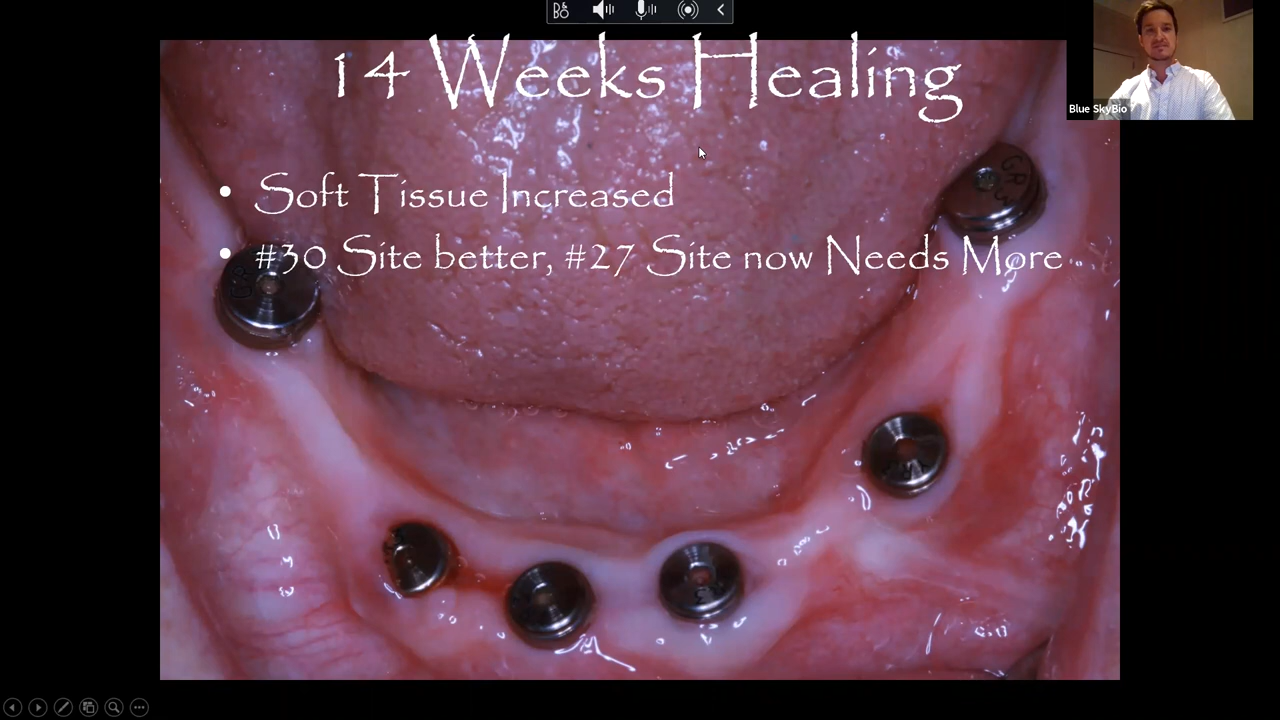 14 Weeks Healing
Blue SkyBio
• Soft Tissue Increased
• #30 Site better, #27 Site now Needs More